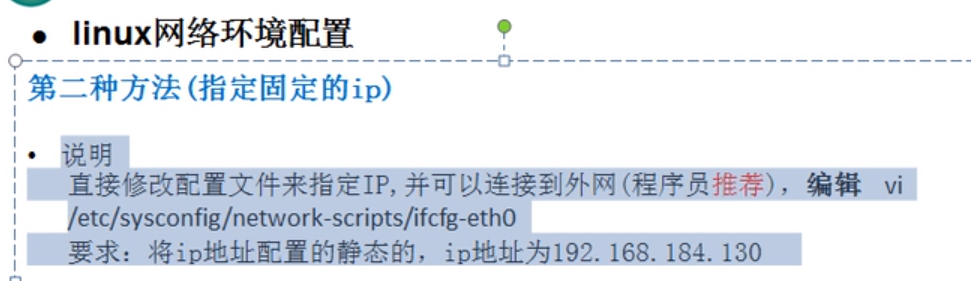 • linux网络环境配置
第二种方法(指定固定的ip)
• 说明
直接修改配置文件来指定IP,并可以连接到外网(程序员推荐)，编辑 vi
/etc/sysconfig/network-scripts/ifcfg-eth0
要求：将ip地址配置的静态的，ip地址为192.168.184.130